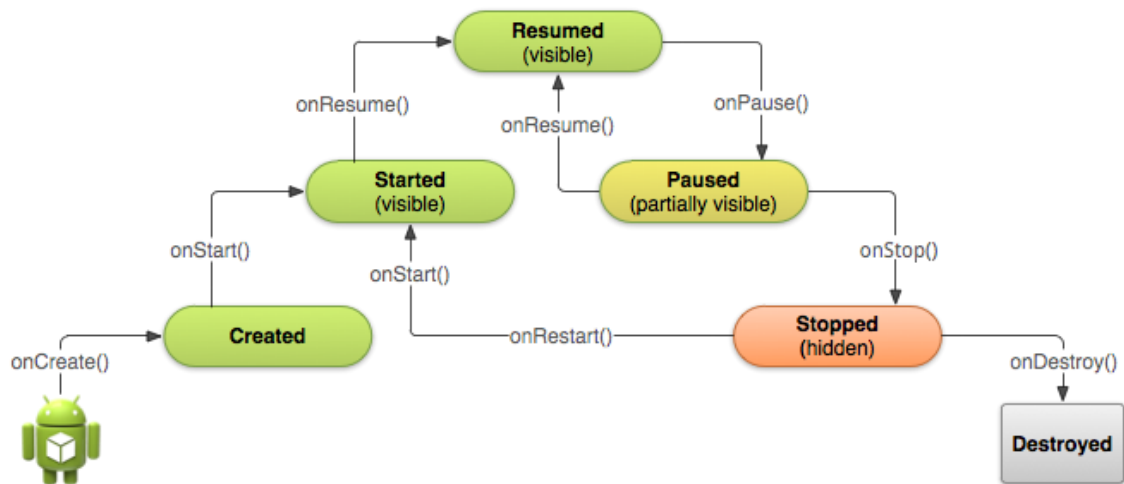 Resumed
(visible)
onResume()
onPause()
onResume()
Started
(visible)
Paused
(partially visible)
onStart()
onStop()
onStart()
Created
onRestart()
Stopped
(hidden)
onCreate()
onDestroy()
Destroyed